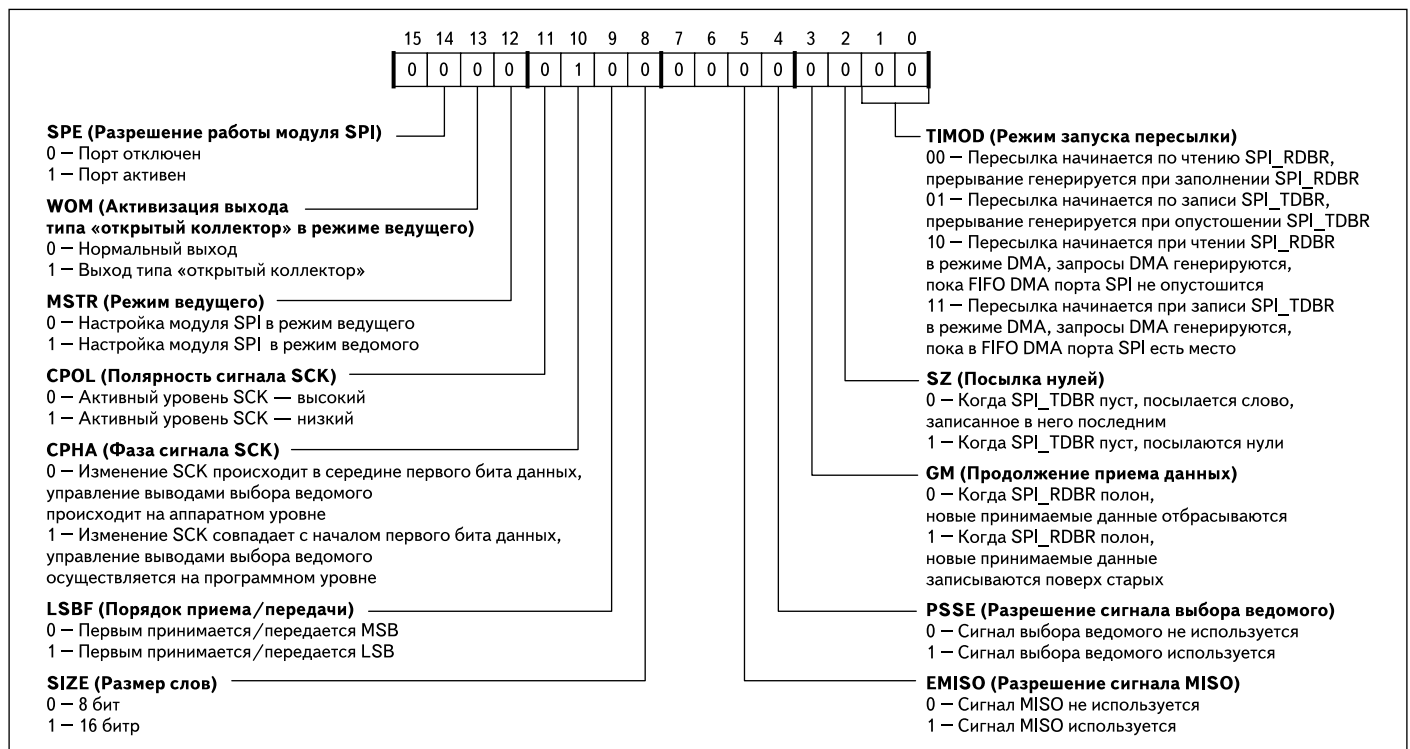 15 14 13 12 11 10 9 8 7 6 5 4 3 2 1 0
0 0 0 0 0 1 0 0 0 0 0 0 0 0 0 0
SPE (Разрешение работы модуля SPI)
0 — Порт отключен
1 — Порт активен
WOM (Активизация выхода
типа «открытый коллектор» в режиме ведущего)
0 — Нормальный выход
1 — Выход типа «открытый коллектор»
MSTR (Режим ведущего)
0 — Настройка модуля SPI в режим ведущего
1 — Настройка модуля SPI в режим ведомого
CPOL (Полярность сигнала SCK)
0 — Активный уровень SCK — высокий
1 — Активный уровень SCK — низкий
CPHA (Фаза сигнала SCK)
0 — Изменение SCK происходит в середине первого бита данных,
управление выводами выбора ведомого
происходит на аппаратном уровне
1 — Изменение SCK совпадает с началом первого бита данных,
управление выводами выбора ведомого
осуществляется на программном уровне
LSBF (Порядок приема/передачи)
0 — Первым принимается/передается MSB
1 — Первым принимается/передается LSB
SIZE (Размер слов)
0 — 8 бит
1 — 16 битр
TIMOD (Режим запуска пересылки)
00 — Пересылка начинается по чтению SPI_RDBR,
прерывание генерируется при заполнении SPI_RDBR
01 — Пересылка начинается по записи SPI_TDBR,
прерывание генерируется при опустошении SPI_TDBR
10 — Пересылка начинается при чтении SPI_RDBR
в режиме DMA, запросы DMA генерируются,
пока FIFO DMA порта SPI не опустошится
11 — Пересылка начинается при записи SPI_TDBR
в режиме DMA, запросы DMA генерируются,
пока в FIFO DMA порта SPI есть место
SZ (Посылка нулей)
0 — Когда SPI_TDBR пуст, посылается слово,
записанное в него последним
1 — Когда SPI_TDBR пуст, посылаются нули
GM (Продолжение приема данных)
0 — Когда SPI_RDBR полон,
новые принимаемые данные отбрасываются
1 — Когда SPI_RDBR полон,
новые принимаемые данные
записываются поверх старых
PSSE (Разрешение сигнала выбора ведомого)
0 — Сигнал выбора ведомого не используется
1 — Сигнал выбора ведомого используется
EMISO (Разрешение сигнала MISO)
0 — Сигнал MISO не используется
1 — Сигнал MISO используется